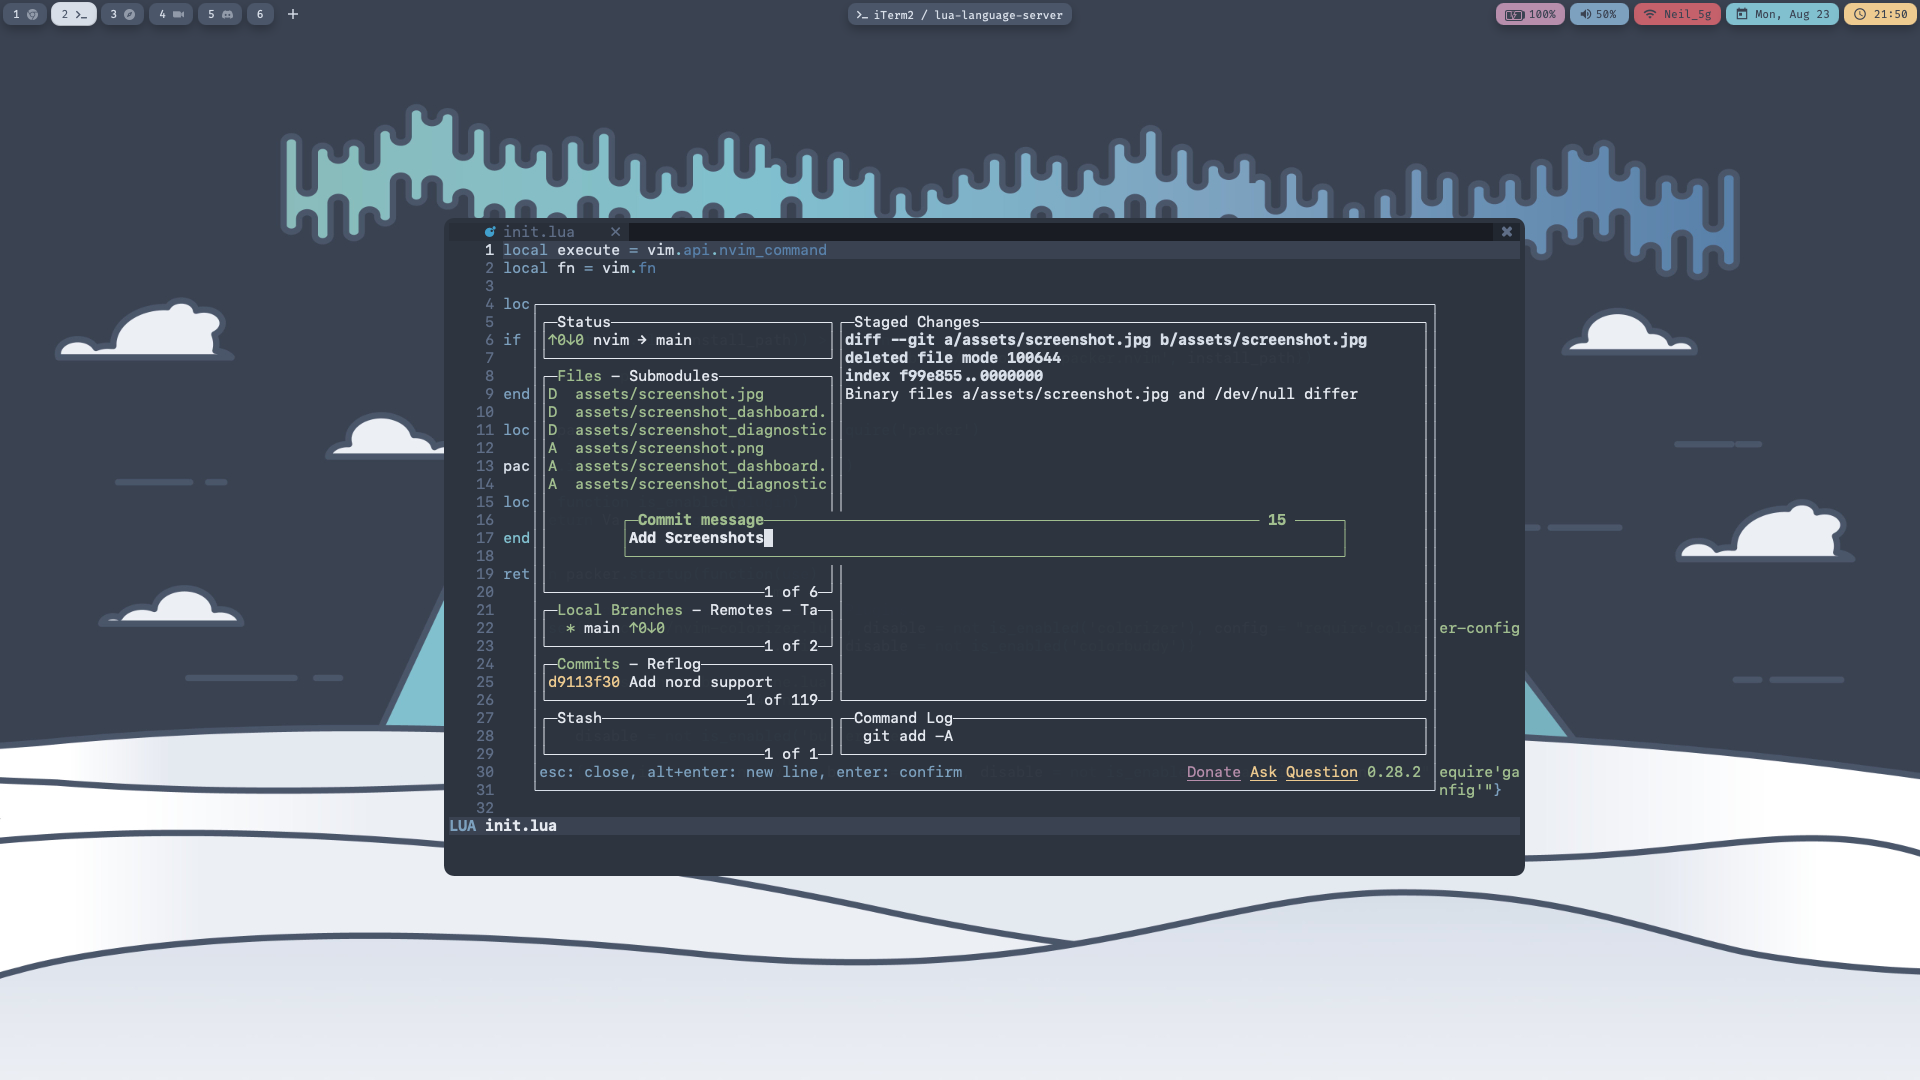 1
2
3
4
5
6
iTerm2 / lua-language-server
100%
50%
Neil_5g
Mon, Aug 23
21:50
init.lua
1 local execute = vim.api.nvim_command
2 local fn = vim.fn
3
4 loc
5
6 if
7
8
9 end
10
11 loc
12
13 pac
14
15 loc
16
17 end
18
19 ret
20
21
22 er-config
23
24
25
26
27
28
29
30 equire'ga
31 nfig'"}
32
Status
↑0↓0 nvim → main
Files – Submodules
D assets/screenshot.jpg
D assets/screenshot_dashboard.
D assets/screenshot_diagnostic
A assets/screenshot.png
A assets/screenshot_dashboard.
A assets/screenshot_diagnostic
1 of 6
Local Branches – Remotes – Ta
* main ↑0↓0
1 of 2
Commits – Reflog
d9113f30 Add nord support
1 of 119
Stash
1 of 1
Staged Changes
diff --git a/assets/screenshot.jpg b/assets/screenshot.jpg
deleted file mode 100644
index f99e855..0000000
Binary files a/assets/screenshot.jpg and /dev/null differ
Commit message 15
Add Screenshots
Command Log
git add -A
esc: close, alt+enter: new line, enter: confirm
Donate Ask Question 0.28.2
LUA init.lua